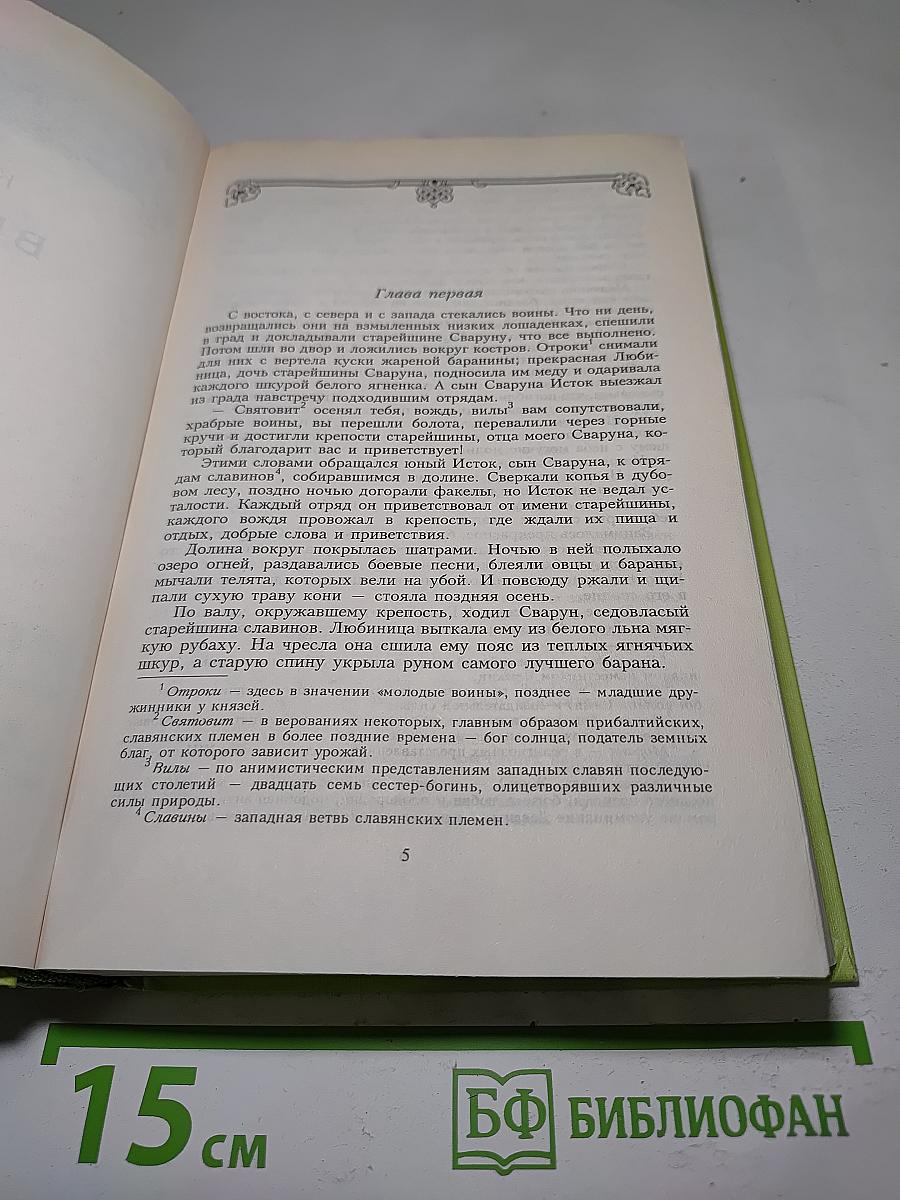 Глава первая
С востока, с севера и с запада стекались воины. Что ни день,
возвращались они на взмыленных низких лошаденках, спешили
в град и докладывали старейшине Сваруну, что все выполнено.
Потом шли во двор и ложились вокруг костров. Отроки¹ снимали
для них с вертела куски жареной баранины; прекрасная Люби-
ница, дочь старейшины Сваруна, подносила им меду и одаривала
каждого шкурой белого ягненка. А сын Сваруна Исток выезжал
из града навстречу подходившим отрядам.
— Святовит² осенял тебя, вождь, вилы³ вам сопутствовали,
храбрые воины, вы перешли болота, перевалили через горные
кручи и достигли крепости старейшины, отца моего Сваруна, ко-
торый благодарит вас и приветствует!
Этими словами обращался юный Исток, сын Сваруна, к отря-
дам славинов⁴, собиравшимся в долине. Сверкали копья в дубо-
вом лесу, поздно ночью догорали факелы, но Исток не ведал ус-
талости. Каждый отряд он приветствовал от имени старейшины,
каждого вождя провожал в крепость, где ждали их пища и
отдых, добрые слова и приветствия.
Долина вокруг покрылась шатрами. Ночью в ней полыхало
озеро огней, раздавались боевые песни, блеяли овцы и бараны,
мычали телята, которых вели на убой. И повсюду ржали и щи-
пали сухую траву кони — стояла поздняя осень.
По валу, окружавшему крепость, ходил Сварун, седовласый
старейшина славинов. Любиница выткала ему из белого льна мяг-
кую рубаху. На чресла она сшила ему пояс из теплых ягнячьих
шкур, а старую спину укрыла руном самого лучшего барана.
¹ Отроки — здесь в значении «молодые воины», позднее — младшие дру-
жинники у князей.
² Святовит — в верованиях некоторых, главным образом прибалтийских,
славянских племен в более поздние времена — бог солнца, податель земных
благ, от которого зависит урожай.
³ Вилы — по анимистическим представлениям западных славян последую-
щих столетий — двадцать семь сестер-богинь, олицетворявших различные
силы природы.
⁴ Славины — западная ветвь славянских племен.
5
15 см
БФ БИБЛИОФАН